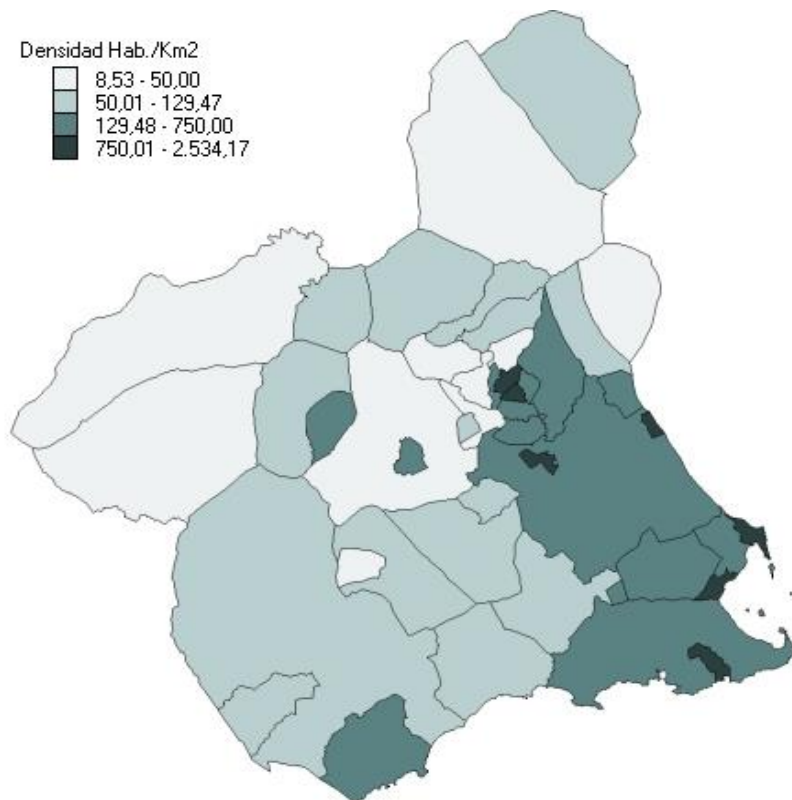 Densidad Hab./Km2
8,53 - 50,00
50,01 - 129,47
129,48 - 750,00
750,01 - 2.534,17